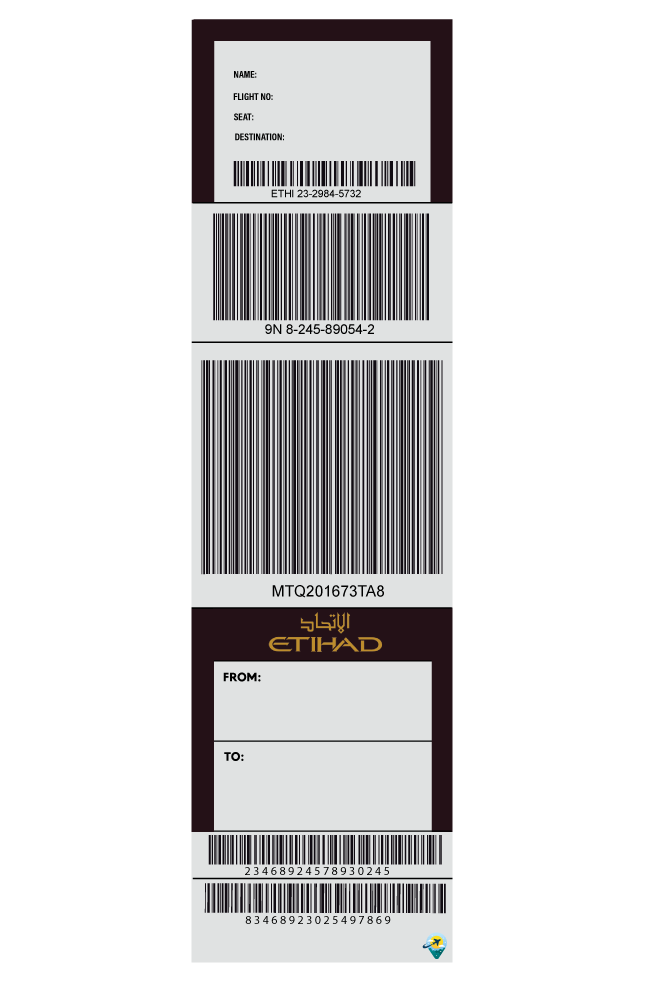 NAME:
FLIGHT NO:
SEAT:
DESTINATION:
ETHI 23-2984-5732
9N 8-245-89054-2
MTQ201673TA8
الإتحاد
ETIHAD
FROM:
TO:
23468924578930245
83468923025497869